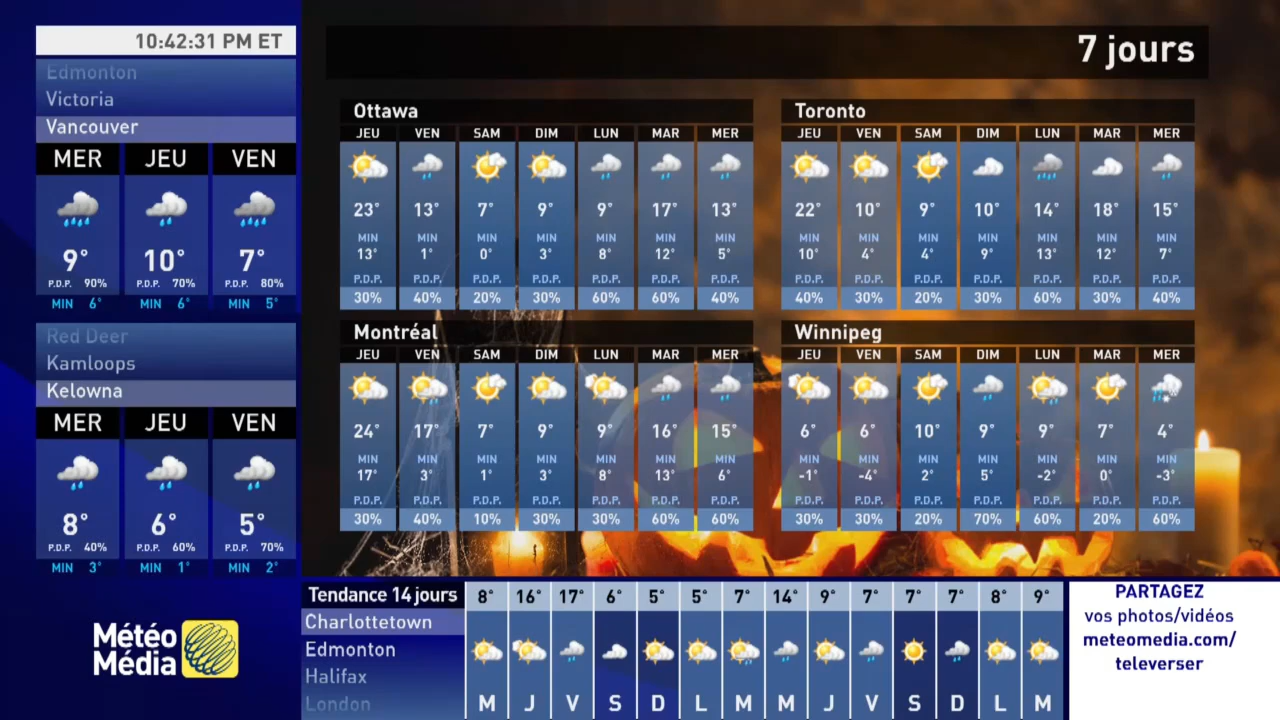 10:42:31 PM ET
Edmonton
Victoria
Vancouver
MER JEU VEN
9° 10° 7°
P.D.P. 90% P.D.P. 70% P.D.P. 80%
MIN 6° MIN 6° MIN 5°
Red Deer
Kamloops
Kelowna
MER JEU VEN
8° 6° 5°
P.D.P. 40% P.D.P. 60% P.D.P. 70%
MIN 3° MIN 1° MIN 2°
Météo
Média
7 jours
Ottawa
JEU VEN SAM DIM LUN MAR MER
23° 13° 7° 9° 9° 17° 13°
MIN MIN MIN MIN MIN MIN MIN
13° 1° 0° 3° 8° 12° 5°
P.D.P. P.D.P. P.D.P. P.D.P. P.D.P. P.D.P. P.D.P.
30% 40% 20% 30% 60% 60% 40%
Toronto
JEU VEN SAM DIM LUN MAR MER
22° 10° 9° 10° 14° 18° 15°
MIN MIN MIN MIN MIN MIN MIN
10° 4° 4° 9° 13° 12° 7°
P.D.P. P.D.P. P.D.P. P.D.P. P.D.P. P.D.P. P.D.P.
40% 30% 20% 30% 60% 30% 40%
Montréal
JEU VEN SAM DIM LUN MAR MER
24° 17° 7° 9° 9° 16° 15°
MIN MIN MIN MIN MIN MIN MIN
17° 3° 1° 3° 8° 13° 6°
P.D.P. P.D.P. P.D.P. P.D.P. P.D.P. P.D.P. P.D.P.
30% 40% 10% 30% 30% 60% 60%
Winnipeg
JEU VEN SAM DIM LUN MAR MER
6° 6° 10° 9° 9° 7° 4°
MIN MIN MIN MIN MIN MIN MIN
-1° -4° 2° 5° -2° 0° -3°
P.D.P. P.D.P. P.D.P. P.D.P. P.D.P. P.D.P. P.D.P.
30% 30% 20% 70% 60% 20% 60%
Tendance 14 jours
Charlottetown
Edmonton
Halifax
London
8° 16° 17° 6° 5° 5° 7° 14° 9° 7° 7° 7° 8° 9°
M J V S D L M M J V S D L M
PARTAGEZ
vos photos/vidéos
meteomedia.com/
televerser